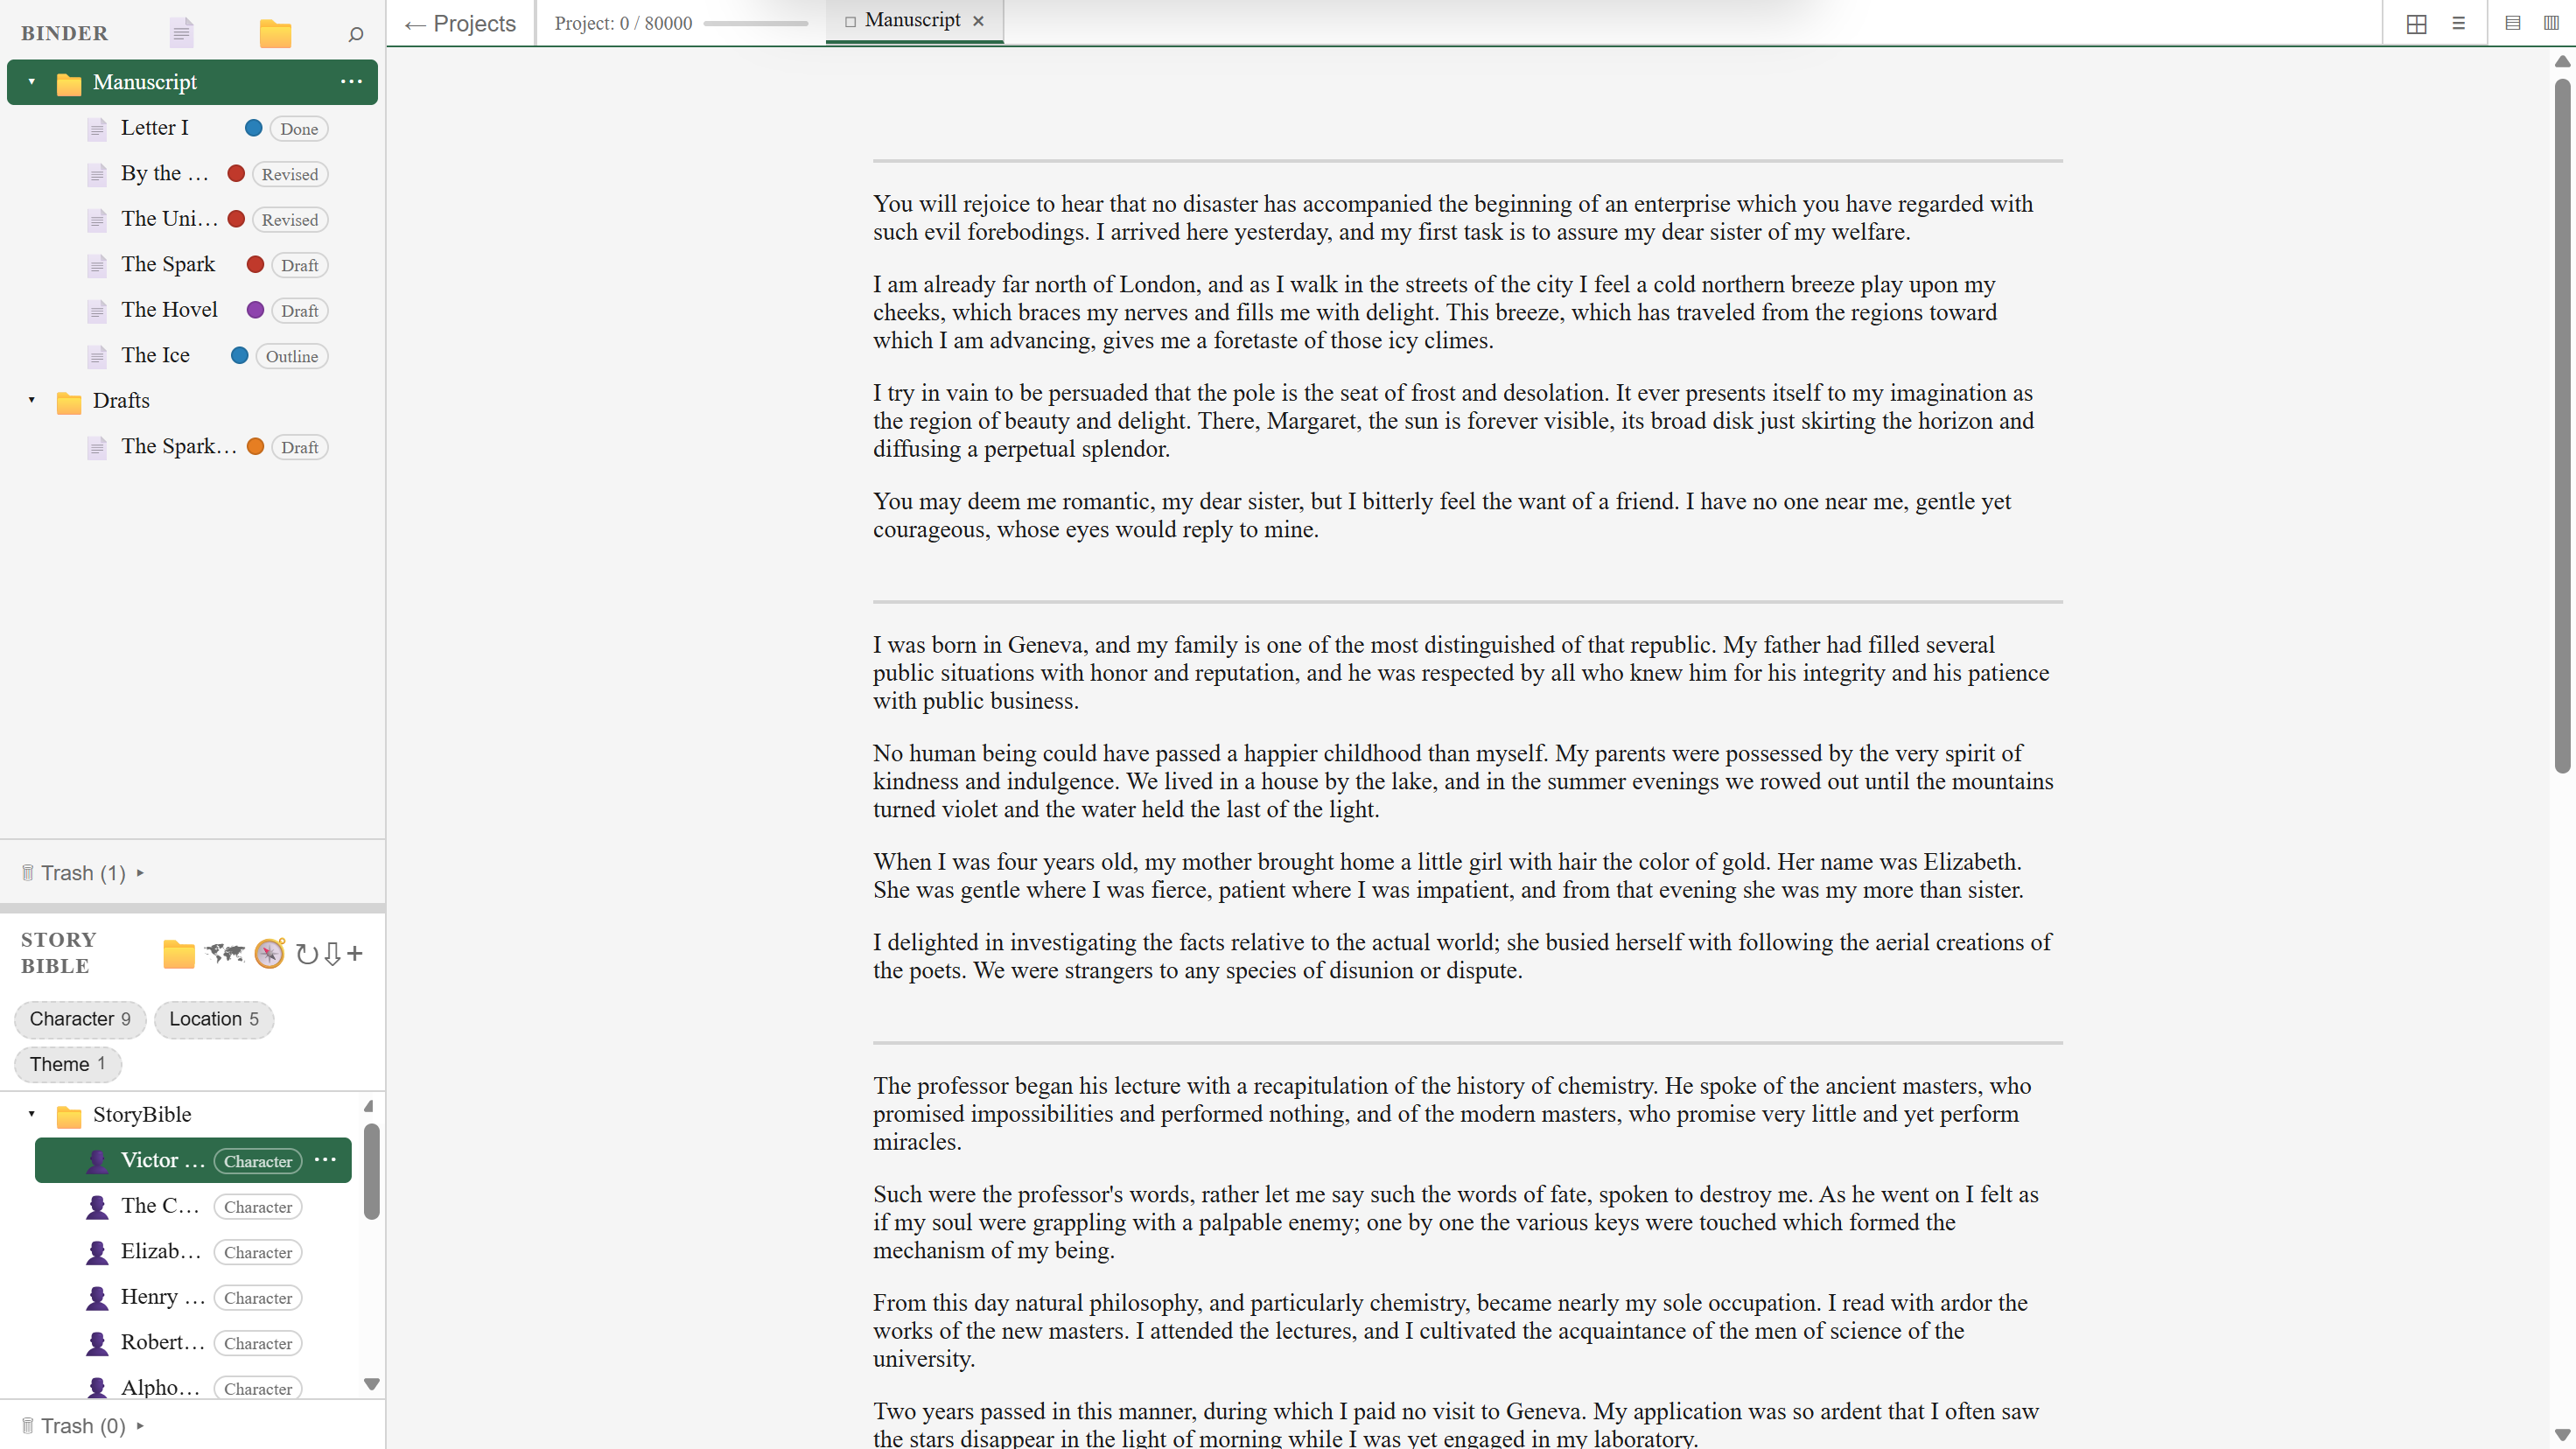 BINDER
Manuscript
Letter I Done
By the … Revised
The Uni… Revised
The Spark Draft
The Hovel Draft
The Ice Outline
Drafts
The Spark… Draft
Trash (1)
STORY
BIBLE
Character 9 Location 5
Theme 1
StoryBible
Victor … Character
The C… Character
Elizab… Character
Henry … Character
Robert… Character
Alpho… Character
Trash (0)
← Projects Project: 0 / 80000 Manuscript ×
You will rejoice to hear that no disaster has accompanied the beginning of an enterprise which you have regarded with
such evil forebodings. I arrived here yesterday, and my first task is to assure my dear sister of my welfare.
I am already far north of London, and as I walk in the streets of the city I feel a cold northern breeze play upon my
cheeks, which braces my nerves and fills me with delight. This breeze, which has traveled from the regions toward
which I am advancing, gives me a foretaste of those icy climes.
I try in vain to be persuaded that the pole is the seat of frost and desolation. It ever presents itself to my imagination as
the region of beauty and delight. There, Margaret, the sun is forever visible, its broad disk just skirting the horizon and
diffusing a perpetual splendor.
You may deem me romantic, my dear sister, but I bitterly feel the want of a friend. I have no one near me, gentle yet
courageous, whose eyes would reply to mine.
I was born in Geneva, and my family is one of the most distinguished of that republic. My father had filled several
public situations with honor and reputation, and he was respected by all who knew him for his integrity and his patience
with public business.
No human being could have passed a happier childhood than myself. My parents were possessed by the very spirit of
kindness and indulgence. We lived in a house by the lake, and in the summer evenings we rowed out until the mountains
turned violet and the water held the last of the light.
When I was four years old, my mother brought home a little girl with hair the color of gold. Her name was Elizabeth.
She was gentle where I was fierce, patient where I was impatient, and from that evening she was my more than sister.
I delighted in investigating the facts relative to the actual world; she busied herself with following the aerial creations of
the poets. We were strangers to any species of disunion or dispute.
The professor began his lecture with a recapitulation of the history of chemistry. He spoke of the ancient masters, who
promised impossibilities and performed nothing, and of the modern masters, who promise very little and yet perform
miracles.
Such were the professor's words, rather let me say such the words of fate, spoken to destroy me. As he went on I felt as
if my soul were grappling with a palpable enemy; one by one the various keys were touched which formed the
mechanism of my being.
From this day natural philosophy, and particularly chemistry, became nearly my sole occupation. I read with ardor the
works of the new masters. I attended the lectures, and I cultivated the acquaintance of the men of science of the
university.
Two years passed in this manner, during which I paid no visit to Geneva. My application was so ardent that I often saw
the stars disappear in the light of morning while I was yet engaged in my laboratory.